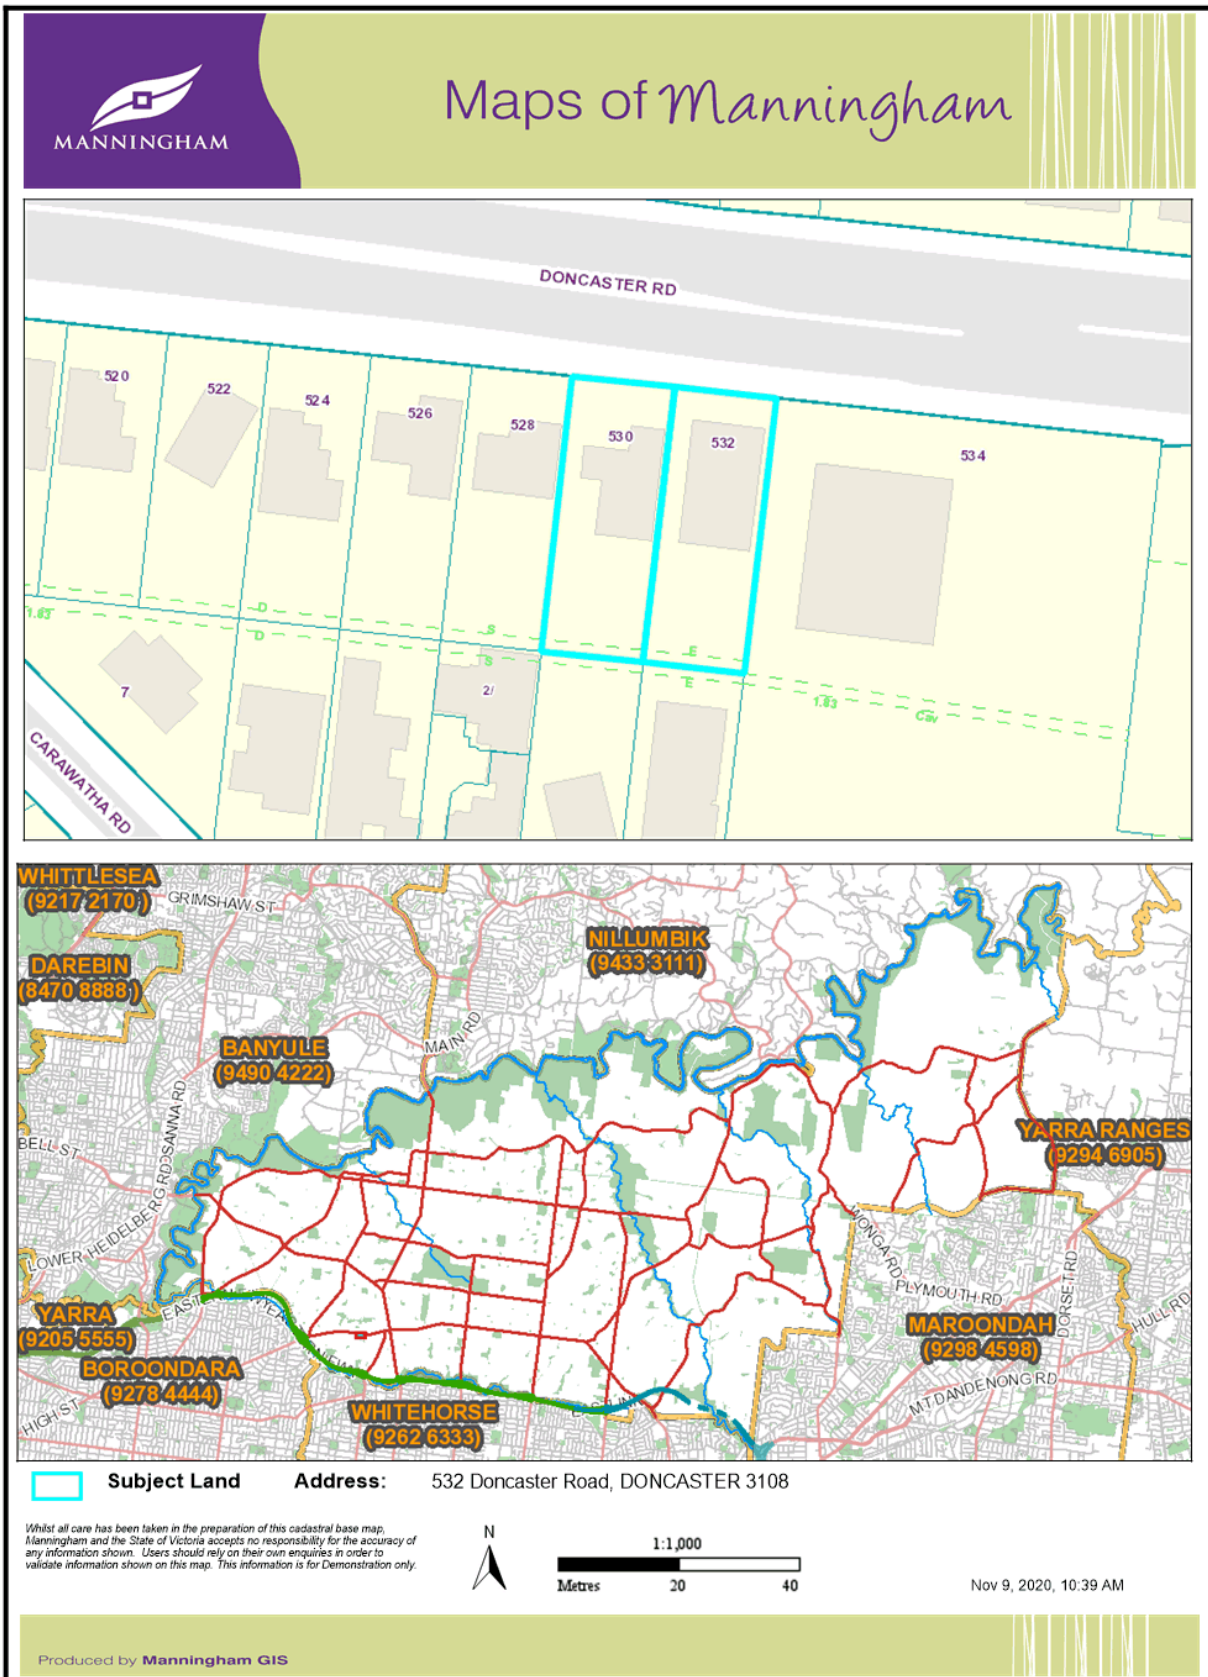 MANNINGHAM
Maps of Manningham
DONCASTER RD
520
522
524
526
528
530
532
534
D
D
S
S
E
E
1.83
1.83
7
2/
CARAWATHA RD
WHITTLESEA
(9217 2170 )
GRIMSHAW ST
DAREBIN
(8470 8888 )
NILLUMBIK
(9433 3111)
BANYULE
(9490 4222)
MAIN RD
BELL ST
ROSANNA RD
LOWER HEIDELBERG RD
YARRA RANGES
(9294 6905)
WONGA RD
PLYMOUTH RD
DORSET RD
HULL RD
YARRA
(9205 5555)
MAROONDAH
(9298 4598)
BOROONDARA
(9278 4444)
HIGH ST
WHITEHORSE
(9262 6333)
MT DANDENONG RD
Subject Land Address: 532 Doncaster Road, DONCASTER 3108
Whilst all care has been taken in the preparation of this cadastral base map,
Manningham and the State of Victoria accepts no responsibility for the accuracy of
any information shown. Users should rely on their own enquiries in order to
validate information shown on this map. This information is for Demonstration only.
N
1:1,000
Metres 20 40
Nov 9, 2020, 10:39 AM
Produced by Manningham GIS